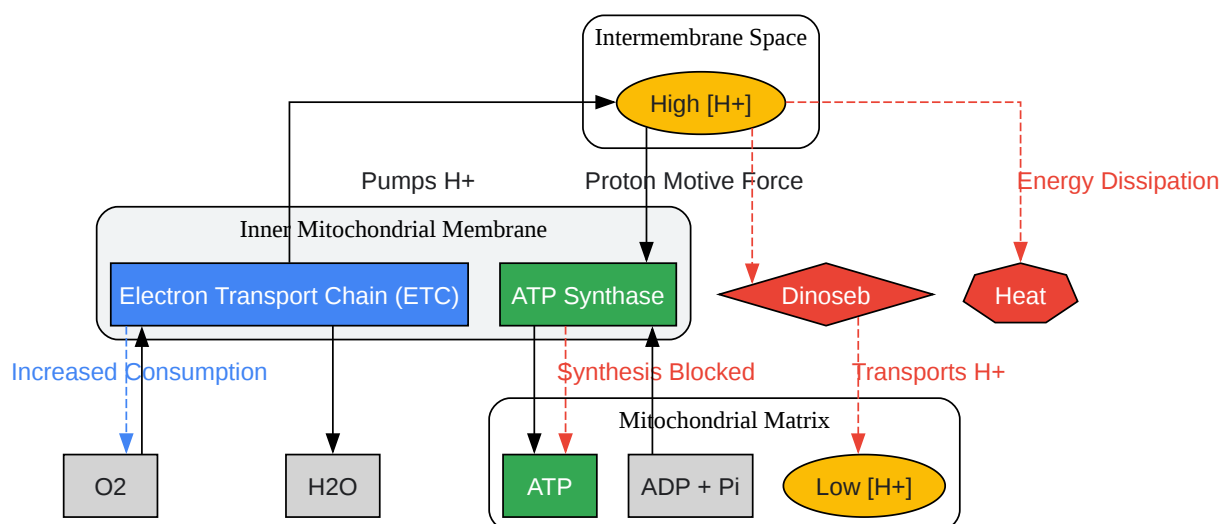 Intermembrane Space
High [H+]
Pumps H+
Proton Motive Force
Energy Dissipation
Inner Mitochondrial Membrane
Electron Transport Chain (ETC)
ATP Synthase
Dinoseb
Heat
Increased Consumption
Synthesis Blocked
Transports H+
Mitochondrial Matrix
O2
H2O
ATP
ADP + Pi
Low [H+]